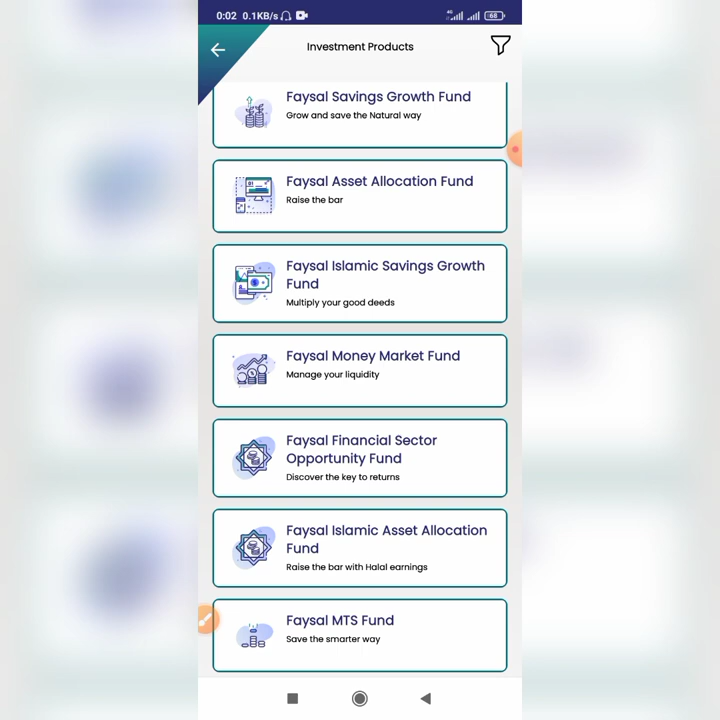 0:02 0.1KB/s
4G
68
Investment Products
Faysal Savings Growth Fund
Grow and save the Natural way
Faysal Asset Allocation Fund
Raise the bar
Faysal Islamic Savings Growth
Fund
Multiply your good deeds
Faysal Money Market Fund
Manage your liquidity
Faysal Financial Sector
Opportunity Fund
Discover the key to returns
Faysal Islamic Asset Allocation
Fund
Raise the bar with Halal earnings
Faysal MTS Fund
Save the smarter way